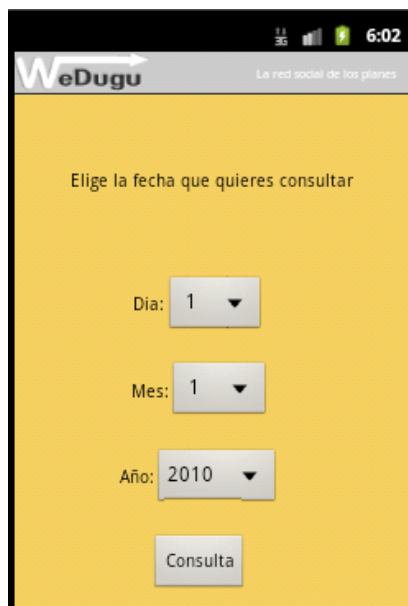 3G 6:02
WeDugu La red social de los planes
Elige la fecha que quieres consultar
Dia: 1
Mes: 1
Año: 2010
Consulta